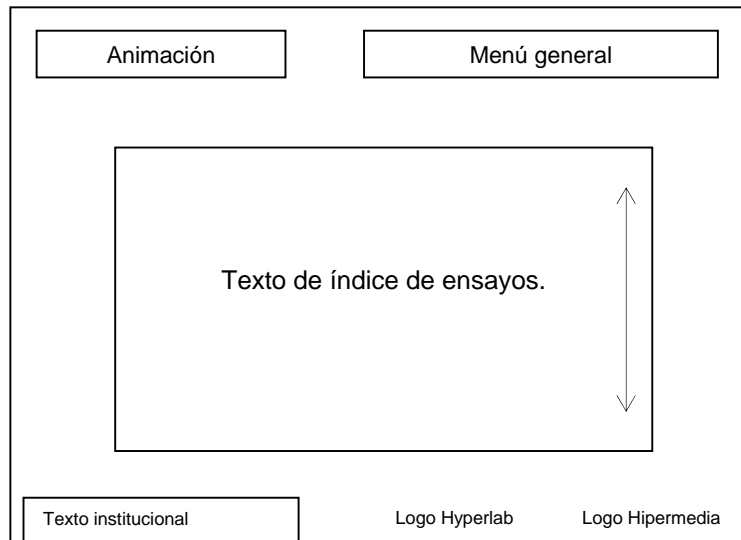 Animación
Menú general
Texto de índice de ensayos.
Texto institucional
Logo Hyperlab
Logo Hipermedia